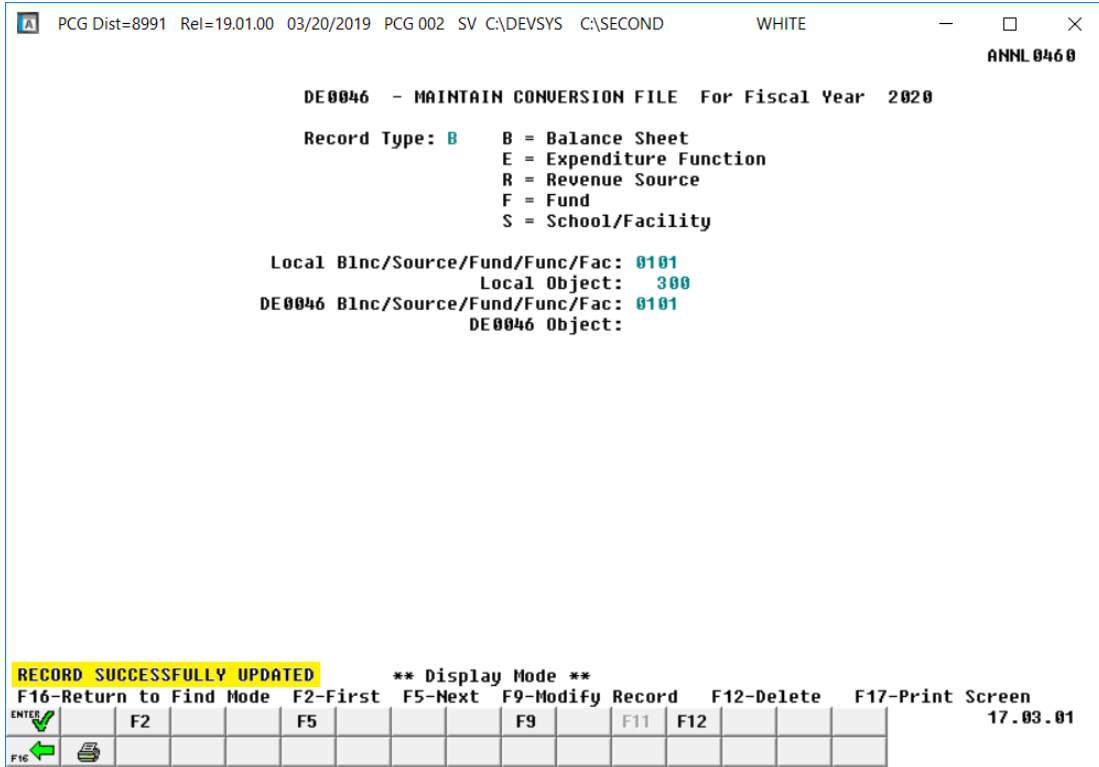 PCG Dist=8991 Rel=19.01.00 03/20/2019 PCG 002 SV C:\DEVSYS C:\SECOND WHITE
ANNL0460
DE0046 - MAINTAIN CONVERSION FILE For Fiscal Year 2020
Record Type: B B = Balance Sheet
E = Expenditure Function
R = Revenue Source
F = Fund
S = School/Facility
Local Blnc/Source/Fund/Func/Fac: 0101
Local Object: 300
DE0046 Blnc/Source/Fund/Func/Fac: 0101
DE0046 Object:
RECORD SUCCESSFULLY UPDATED ** Display Mode **
F16-Return to Find Mode F2-First F5-Next F9-Modify Record F12-Delete F17-Print Screen
ENTER F2 F5 F9 F11 F12 17.03.01
F16